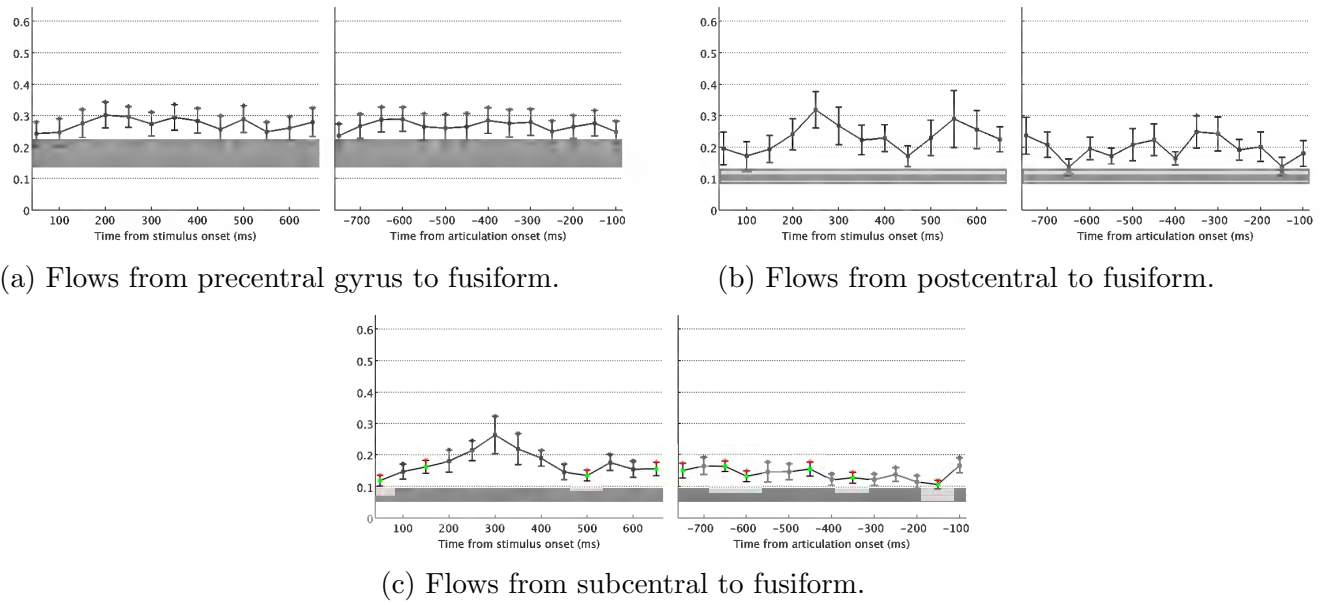 0.6
0.5
0.4
0.3
0.2
0.1
0
100 200 300 400 500 600
Time from stimulus onset (ms)
−700 −600 −500 −400 −300 −200 −100
Time from articulation onset (ms)
(a) Flows from precentral gyrus to fusiform.
0.6
0.5
0.4
0.3
0.2
0.1
0
100 200 300 400 500 600
Time from stimulus onset (ms)
−700 −600 −500 −400 −300 −200 −100
Time from articulation onset (ms)
(b) Flows from postcentral to fusiform.
0.6
0.5
0.4
0.3
0.2
0.1
0
100 200 300 400 500 600
Time from stimulus onset (ms)
−700 −600 −500 −400 −300 −200 −100
Time from articulation onset (ms)
(c) Flows from subcentral to fusiform.